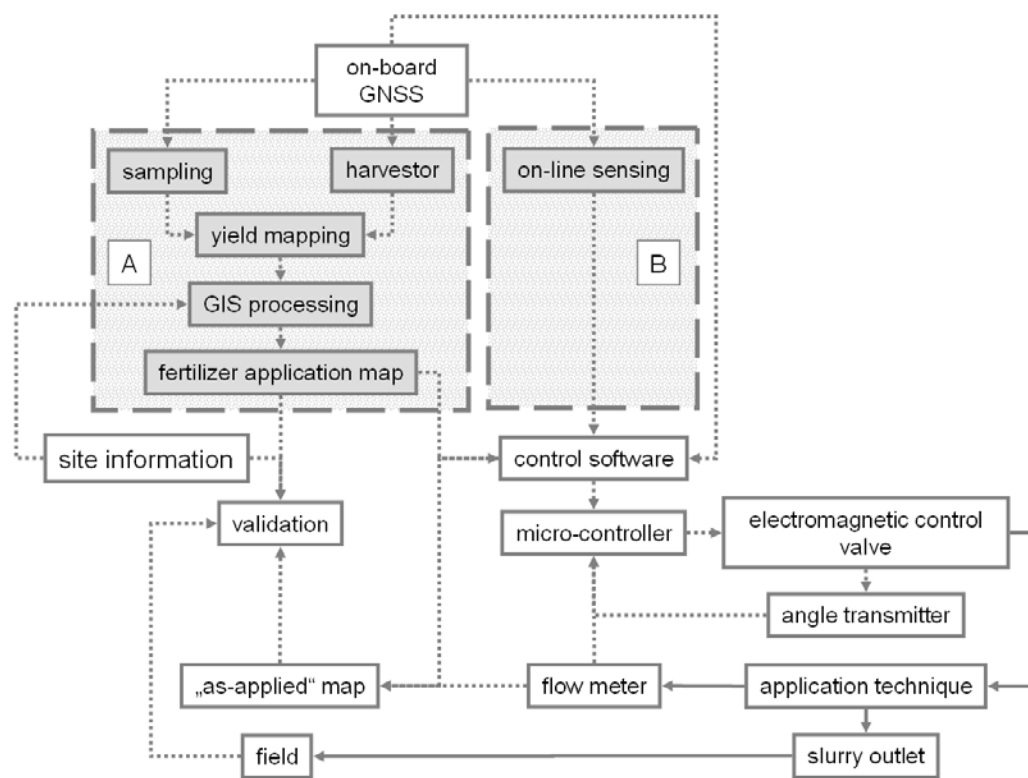 on-board
GNSS
sampling
harvestor
on-line sensing
yield mapping
A
B
GIS processing
fertilizer application map
site information
control software
validation
micro-controller
electromagnetic control
valve
angle transmitter
„as-applied“ map
flow meter
application technique
field
slurry outlet